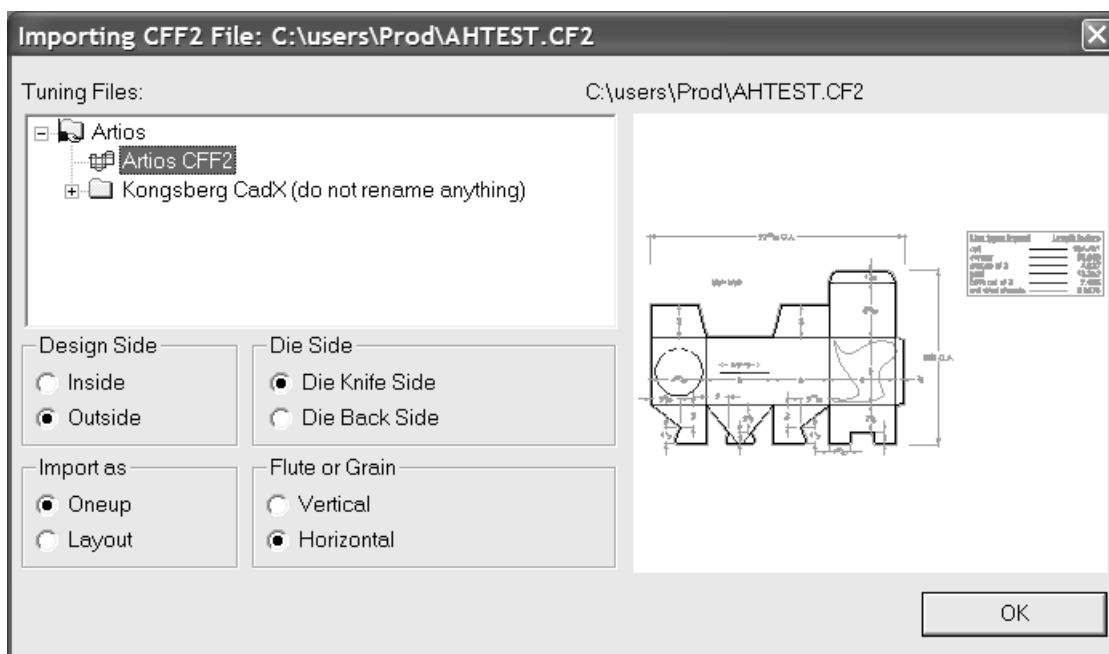 Importing CFF2 File: C:\users\Prod\AHTEST.CF2
Tuning Files:
C:\users\Prod\AHTEST.CF2
Artios
Artios CFF2
Kongsberg CadX (do not rename anything)
Design Side
Inside
Outside
Die Side
Die Knife Side
Die Back Side
Import as
Oneup
Layout
Flute or Grain
Vertical
Horizontal
OK